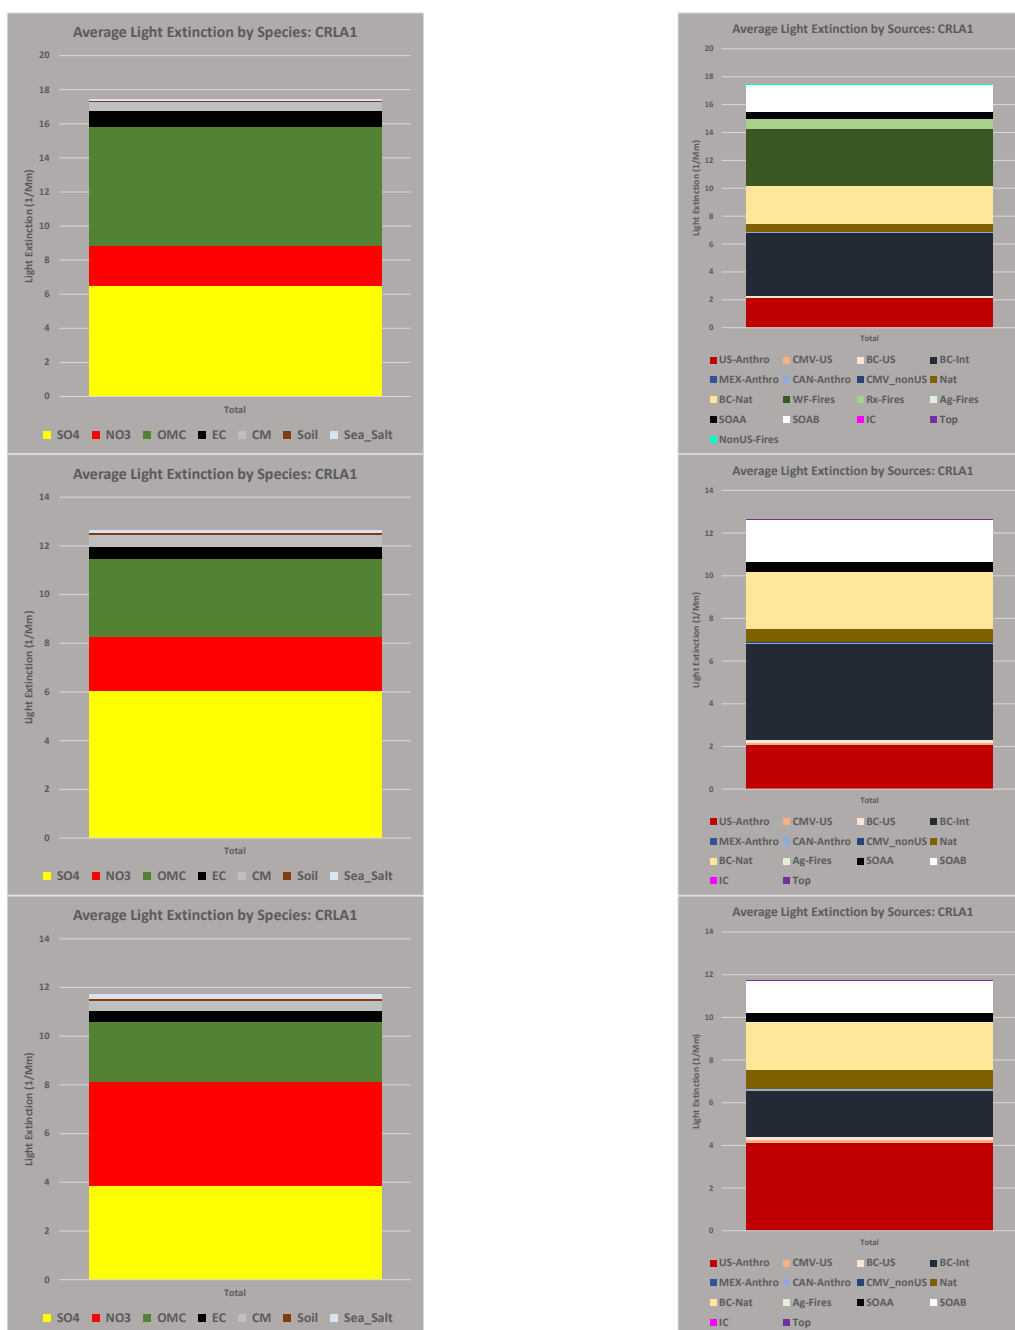 Average Light Extinction by Species: CRLA1
20
18
16
14
12
10
8
6
4
2
0
Light Extinction (1/Mm)
Total
SO4 NO3 OMC EC CM Soil Sea_Salt
Average Light Extinction by Sources: CRLA1
20
18
16
14
12
10
8
6
4
2
0
Light Extinction (1/Mm)
Total
US-Anthro CMV-US BC-US BC-Int
MEX-Anthro CAN-Anthro CMV_nonUS Nat
BC-Nat WF-Fires Rx-Fires Ag-Fires
SOAA SOAB IC Top
NonUS-Fires
Average Light Extinction by Species: CRLA1
14
12
10
8
6
4
2
0
Light Extinction (1/Mm)
Total
SO4 NO3 OMC EC CM Soil Sea_Salt
Average Light Extinction by Sources: CRLA1
14
12
10
8
6
4
2
0
Light Extinction (1/Mm)
Total
US-Anthro CMV-US BC-US BC-Int
MEX-Anthro CAN-Anthro CMV_nonUS Nat
BC-Nat Ag-Fires SOAA SOAB
IC Top
Average Light Extinction by Species: CRLA1
14
12
10
8
6
4
2
0
Light Extinction (1/Mm)
Total
SO4 NO3 OMC EC CM Soil Sea_Salt
Average Light Extinction by Sources: CRLA1
14
12
10
8
6
4
2
0
Light Extinction (1/Mm)
Total
US-Anthro CMV-US BC-US BC-Int
MEX-Anthro CAN-Anthro CMV_nonUS Nat
BC-Nat Ag-Fires SOAA SOAB
IC Top